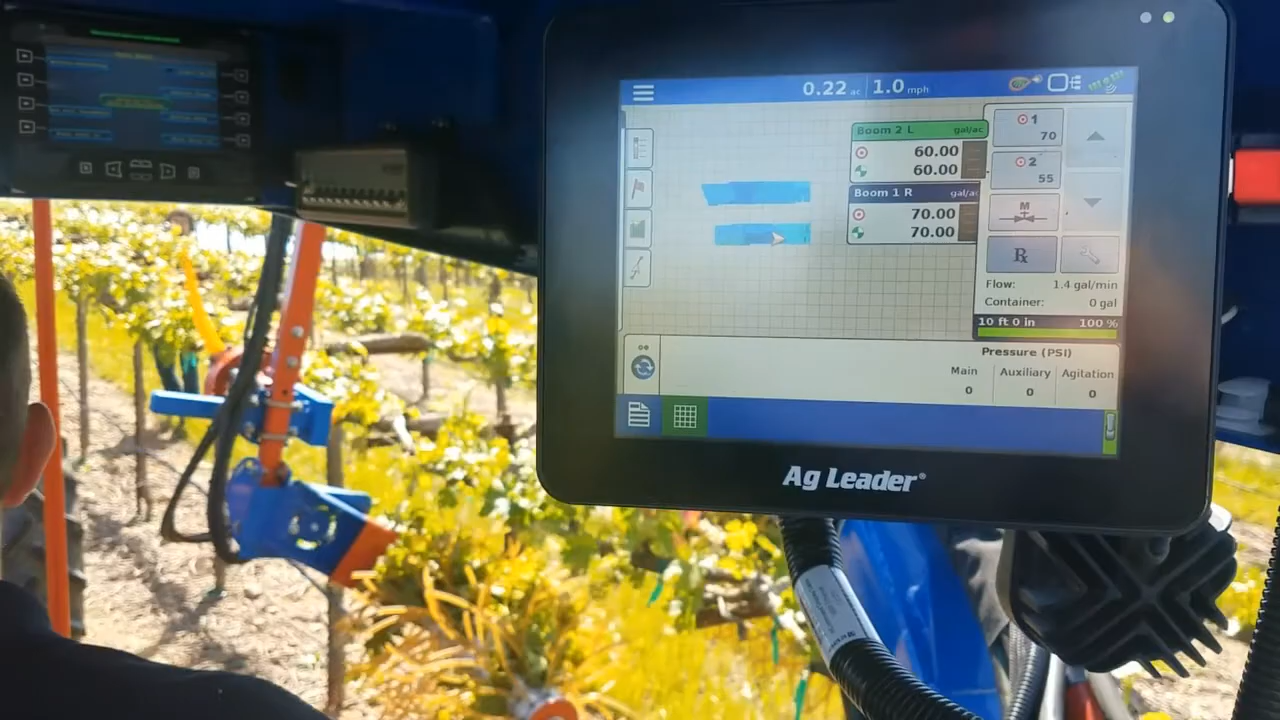 0.22 ac 1.0 mph
Boom 2 L gal/ac
60.00
60.00
Boom 1 R gal/ac
70.00
70.00
1
70
2
55
M
Rx
Flow: 1.4 gal/min
Container: 0 gal
10 ft 0 in 100 %
Pressure (PSI)
Main Auxiliary Agitation
0 0 0
Ag Leader®